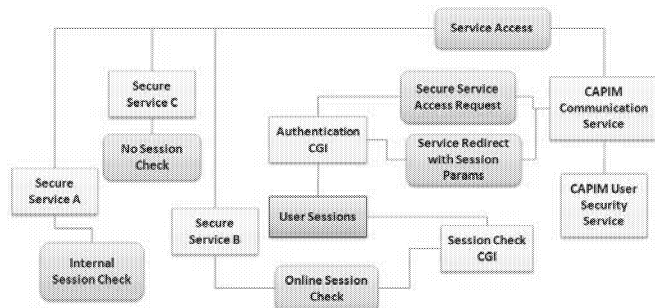 Service Access
Secure
Service C
Secure Service
Access Request
CAPIM
Communication
Service
Authentication
CGI
No Session
Check
Service Redirect
with Session
Params
Secure
Service A
CAPIM User
Security
Service
User Sessions
Secure
Service B
Session Check
CGI
Internal
Session Check
Online Session
Check